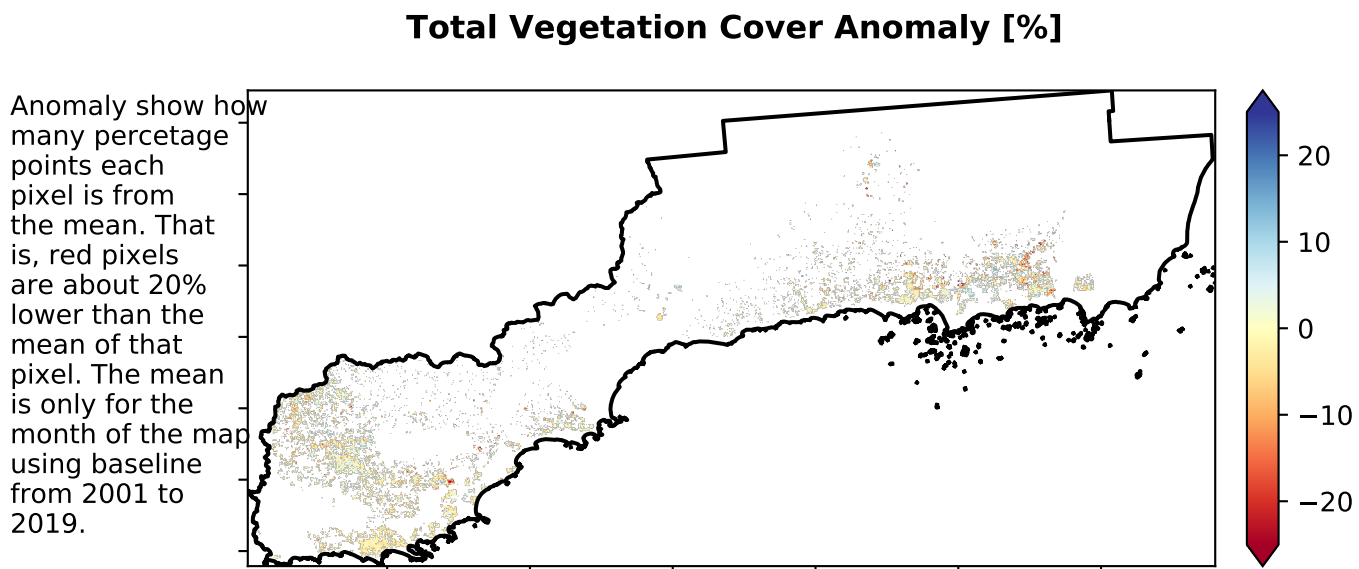 Total Vegetation Cover Anomaly [%]
Anomaly show how
many percetage
points each
pixel is from
the mean. That
is, red pixels
are about 20%
lower than the
mean of that
pixel. The mean
is only for the
month of the map
using baseline
from 2001 to
2019.
20
10
0
−10
−20